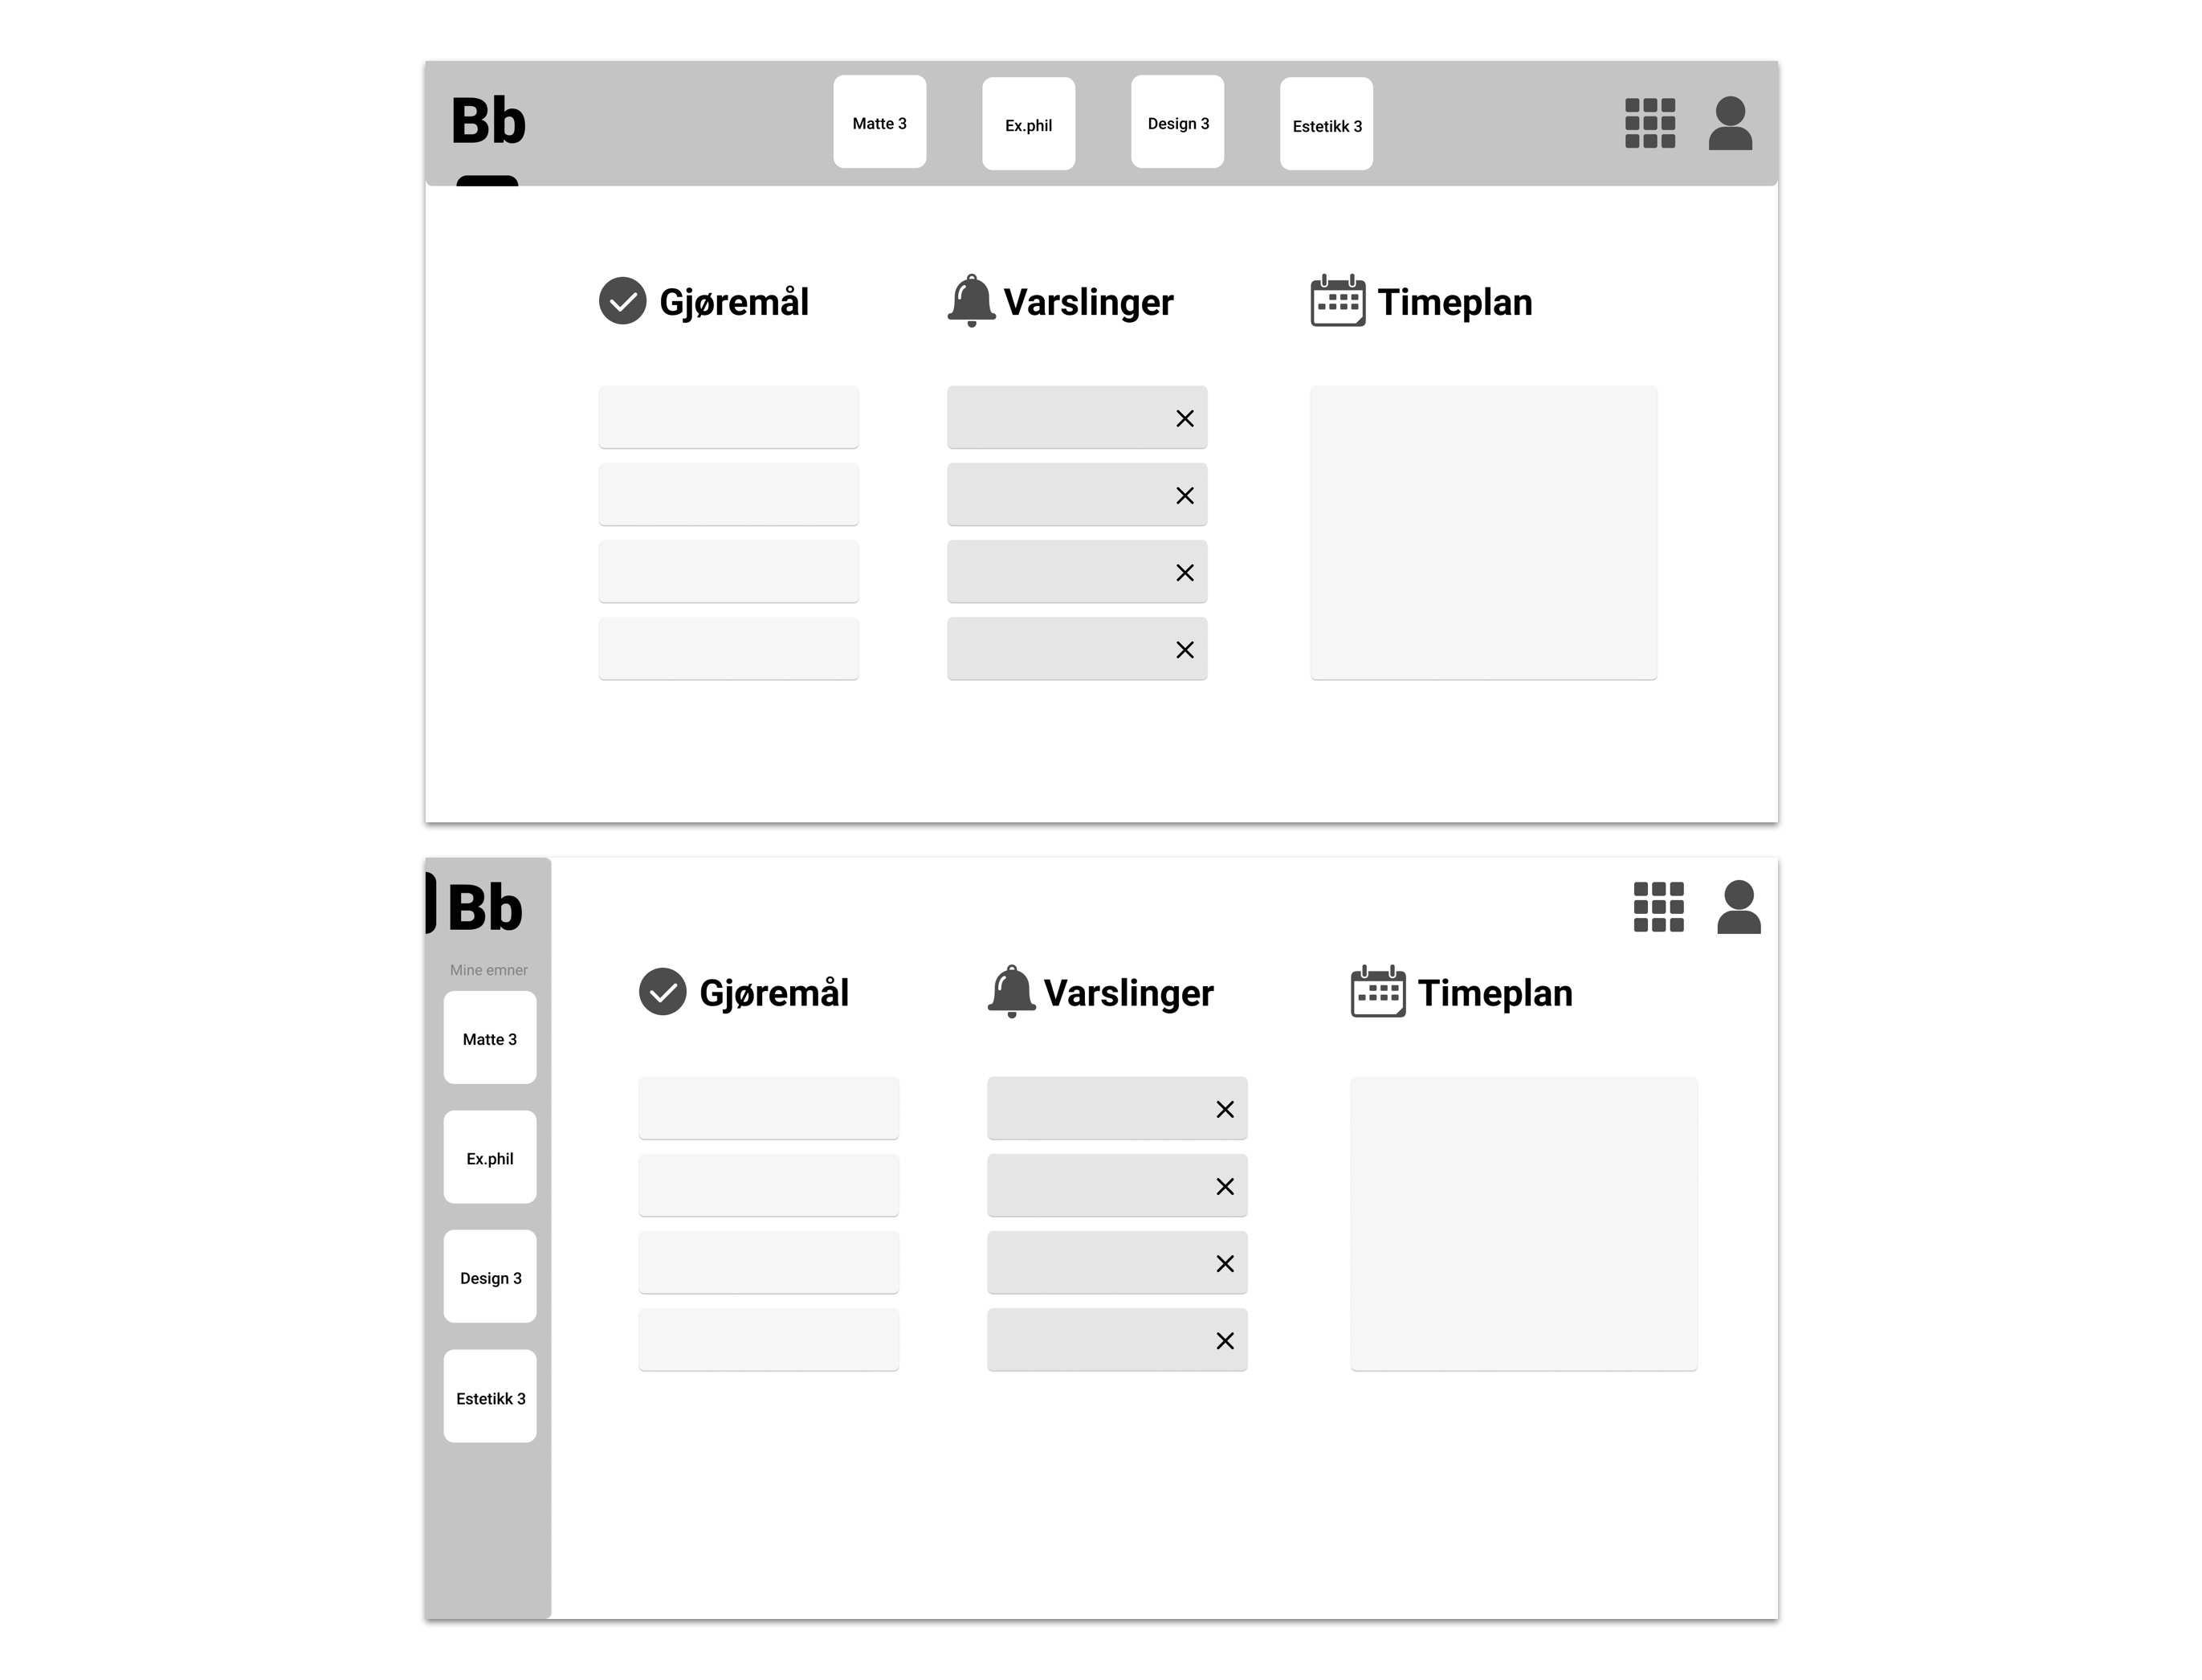 Bb
Matte 3
Ex.phil
Design 3
Estetikk 3
Gjøremål
Varslinger
Timeplan
Bb
Mine emner
Matte 3
Ex.phil
Design 3
Estetikk 3
Gjøremål
Varslinger
Timeplan